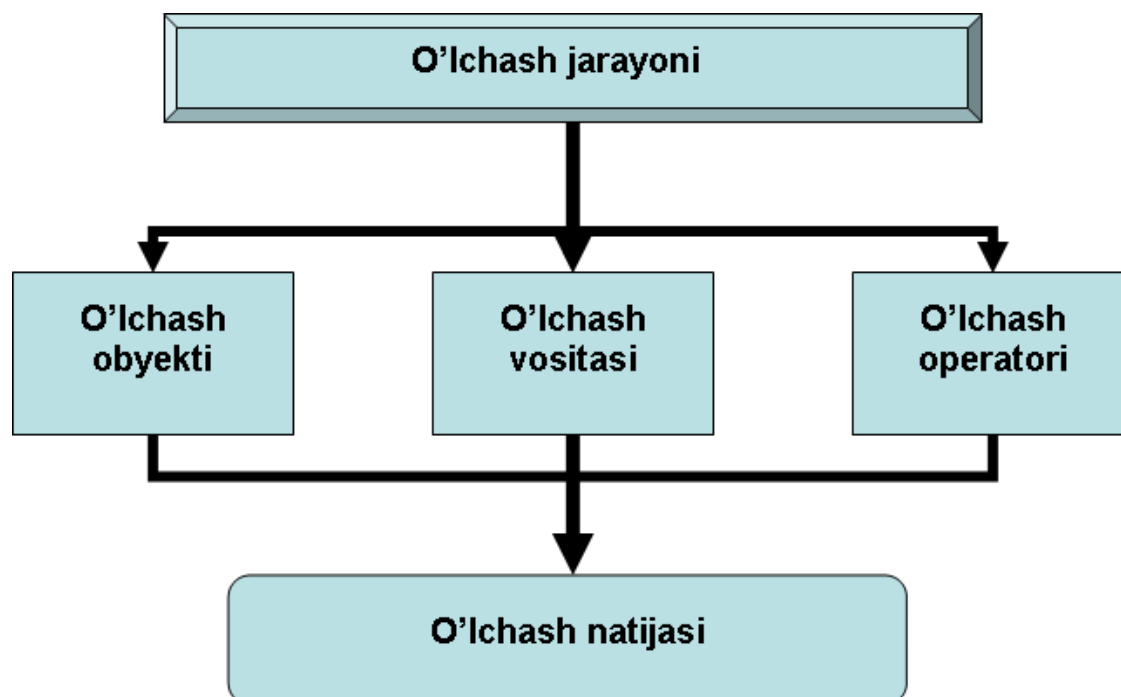 O’lchash jarayoni
O’lchash
obyekti
O’lchash
vositasi
O’lchash
operatori
O’lchash natijasi